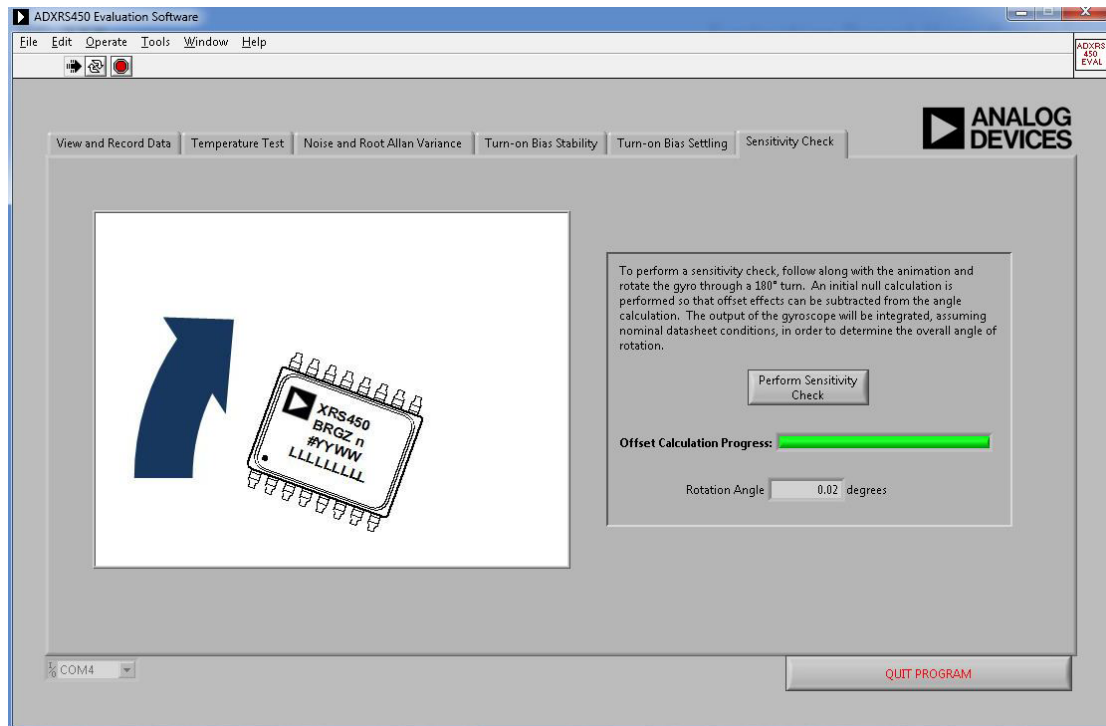 ADXRS450 Evaluation Software
File Edit Operate Tools Window Help
ADXRS
450
EVAL
ANALOG
DEVICES
View and Record Data Temperature Test Noise and Root Allan Variance Turn-on Bias Stability Turn-on Bias Settling Sensitivity Check
XRS450
BRGZ n
#YYWW
LLLLLLLLL
To perform a sensitivity check, follow along with the animation and
rotate the gyro through a 180° turn. An initial null calculation is
performed so that offset effects can be subtracted from the angle
calculation. The output of the gyroscope will be integrated, assuming
nominal datasheet conditions, in order to determine the overall angle of
rotation.
Perform Sensitivity
Check
Offset Calculation Progress:
Rotation Angle 0.02 degrees
I/O COM4
QUIT PROGRAM